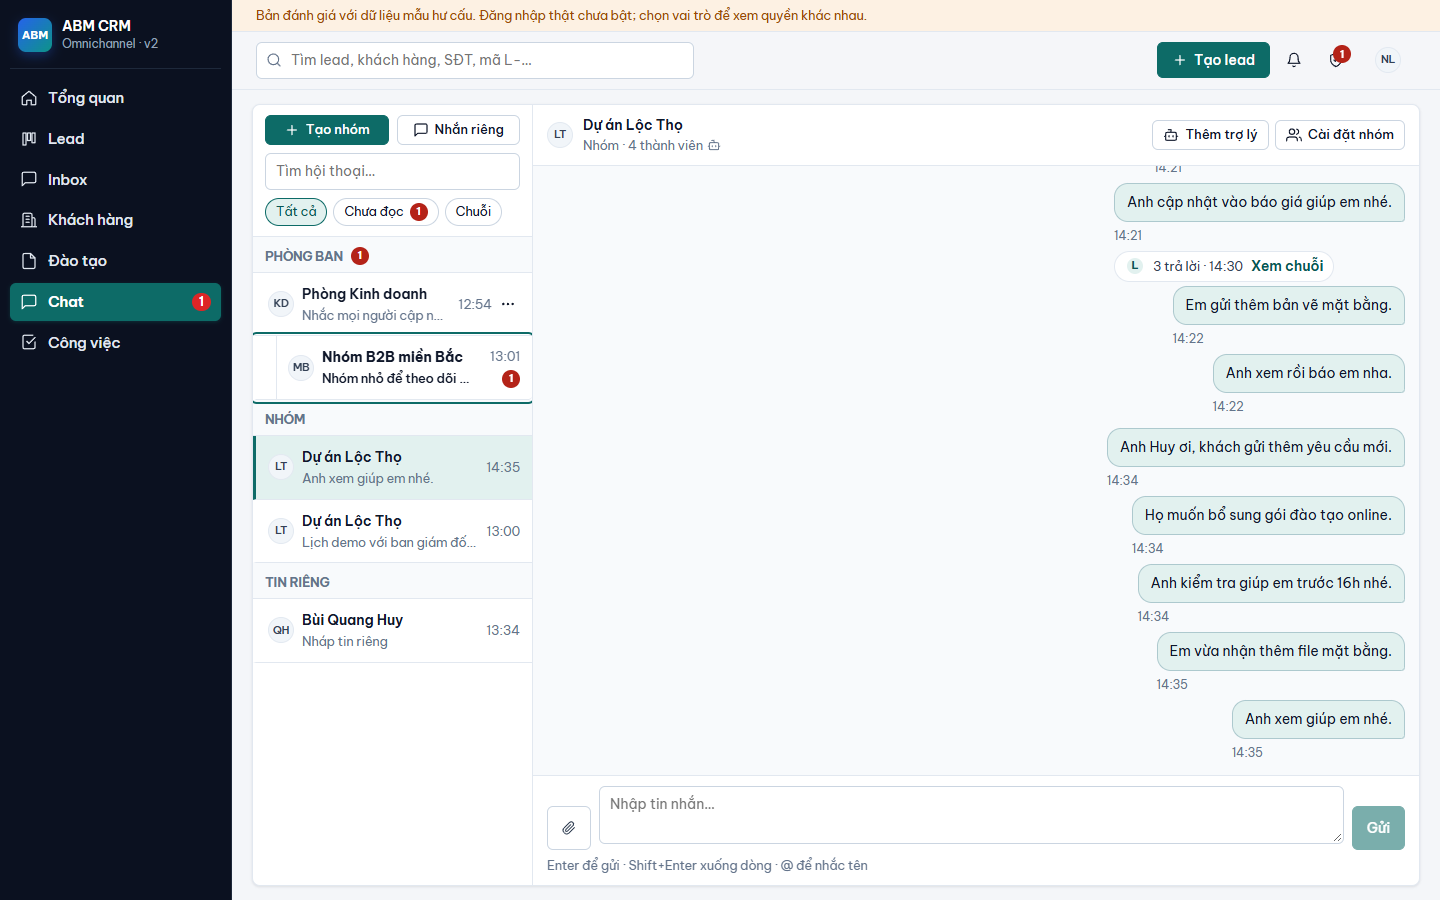 ABM
ABM CRM
Omnichannel · v2
Tổng quan
Lead
Inbox
Khách hàng
Đào tạo
Chat
1
Công việc
Bản đánh giá với dữ liệu mẫu hư cấu. Đăng nhập thật chưa bật; chọn vai trò để xem quyền khác nhau.
Tìm lead, khách hàng, SĐT, mã L-...
Tạo lead
1
NL
Tạo nhóm
Nhắn riêng
Tìm hội thoại...
Tất cả
Chưa đọc 1
Chuỗi
PHÒNG BAN 1
KD
Phòng Kinh doanh
Nhắc mọi người cập n...
12:54
MB
Nhóm B2B miền Bắc
13:01
Nhóm nhỏ để theo dõi ...
1
NHÓM
LT
Dự án Lộc Thọ
Anh xem giúp em nhé.
14:35
LT
Dự án Lộc Thọ
Lịch demo với ban giám đố...
13:00
TIN RIÊNG
QH
Bùi Quang Huy
Nháp tin riêng
13:34
LT
Dự án Lộc Thọ
Nhóm · 4 thành viên
Thêm trợ lý
Cài đặt nhóm
14:21
Anh cập nhật vào báo giá giúp em nhé.
14:21
L 3 trả lời · 14:30 Xem chuỗi
Em gửi thêm bản vẽ mặt bằng.
14:22
Anh xem rồi báo em nha.
14:22
Anh Huy ơi, khách gửi thêm yêu cầu mới.
14:34
Họ muốn bổ sung gói đào tạo online.
14:34
Anh kiểm tra giúp em trước 16h nhé.
14:34
Em vừa nhận thêm file mặt bằng.
14:35
Anh xem giúp em nhé.
14:35
Nhập tin nhắn...
Gửi
Enter để gửi · Shift+Enter xuống dòng · @ để nhắc tên